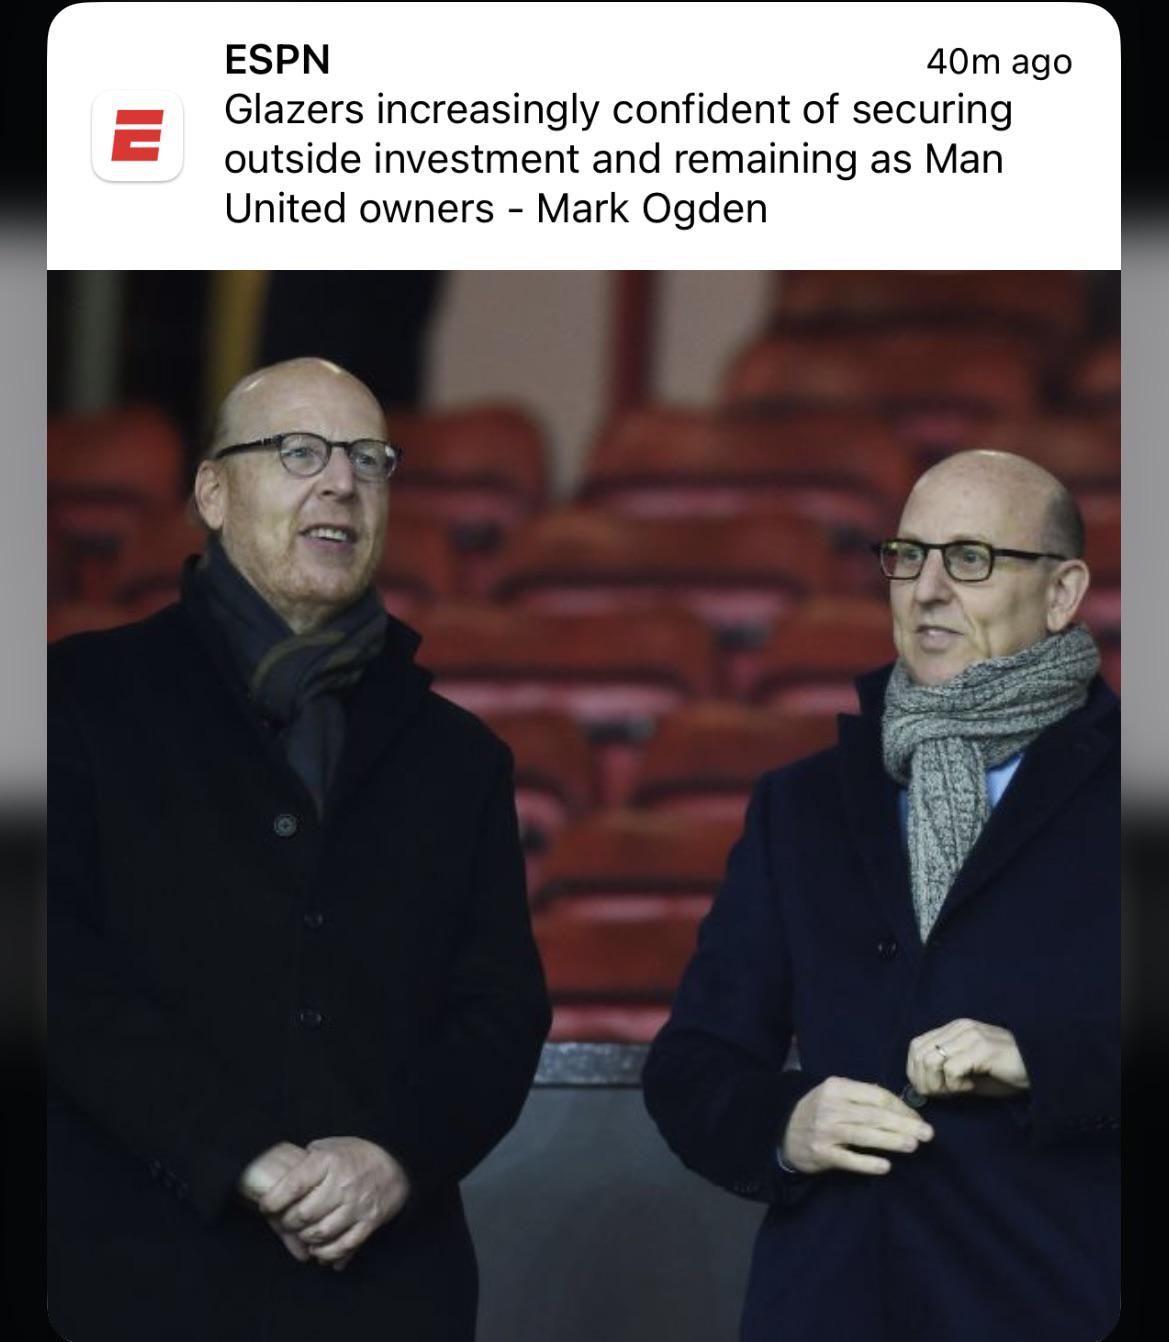 ESPN
40m ago
Glazers increasingly confident of securing
outside investment and remaining as Man
United owners - Mark Ogden